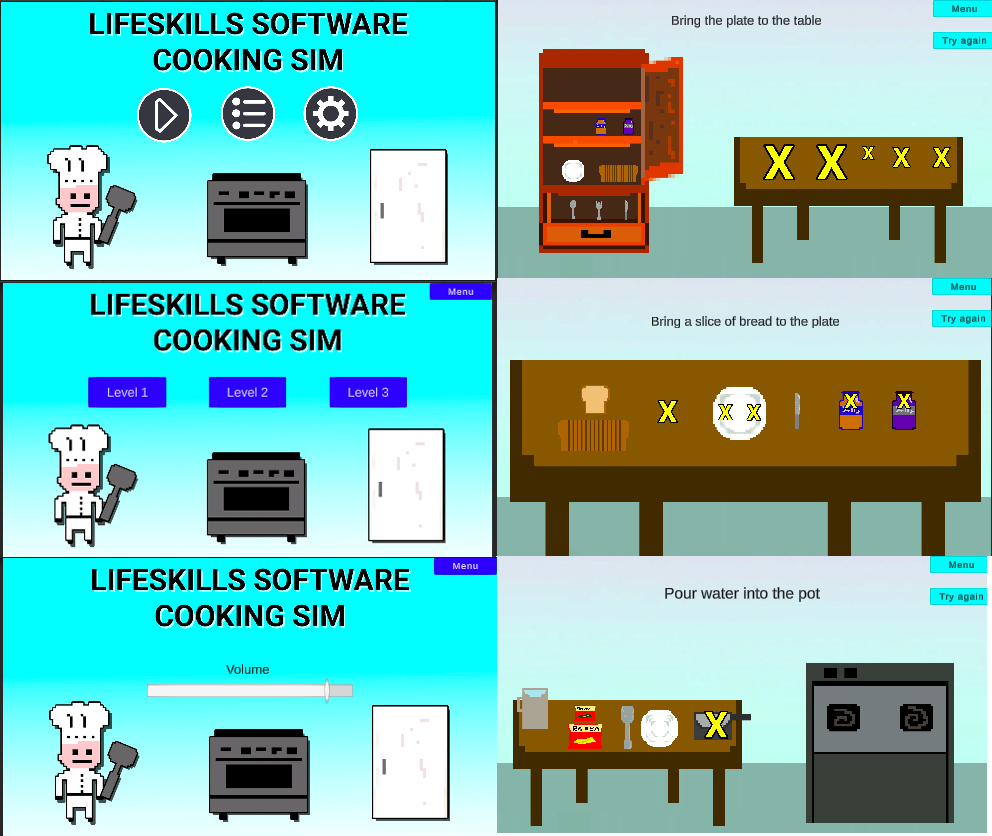 LIFESKILLS SOFTWARE
COOKING SIM
Bring the plate to the table
Menu
Try again
X X X X X
LIFESKILLS SOFTWARE
COOKING SIM
Menu
Level 1 Level 2 Level 3
Bring a slice of bread to the plate
Menu
Try again
X X X X X
LIFESKILLS SOFTWARE
COOKING SIM
Menu
Volume
Pour water into the pot
Menu
Try again
X